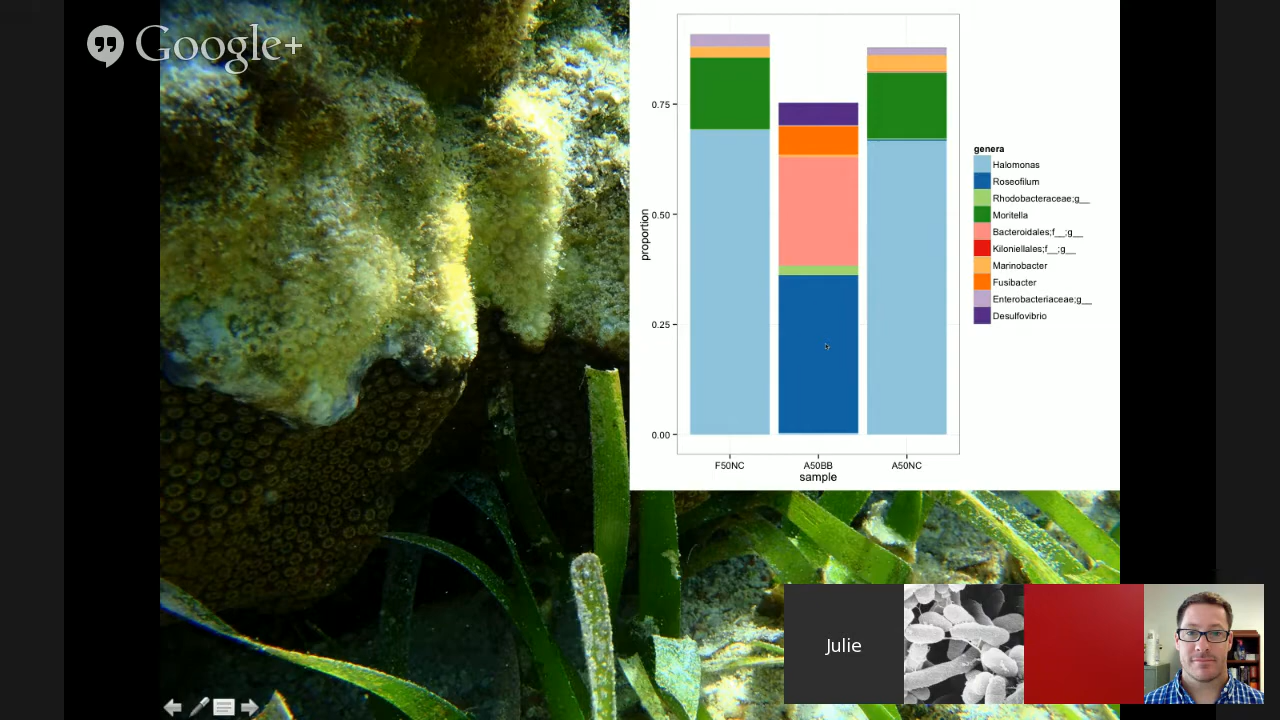 Google+
0.75
0.50
0.25
0.00
proportion
F50NC A50BB A50NC
sample
genera
Halomonas
Roseofilum
Rhodobacteraceae;g__
Moritella
Bacteroidales;f__;g__
Kiloniellales;f__;g__
Marinobacter
Fusibacter
Enterobacteriaceae;g__
Desulfovibrio
Julie